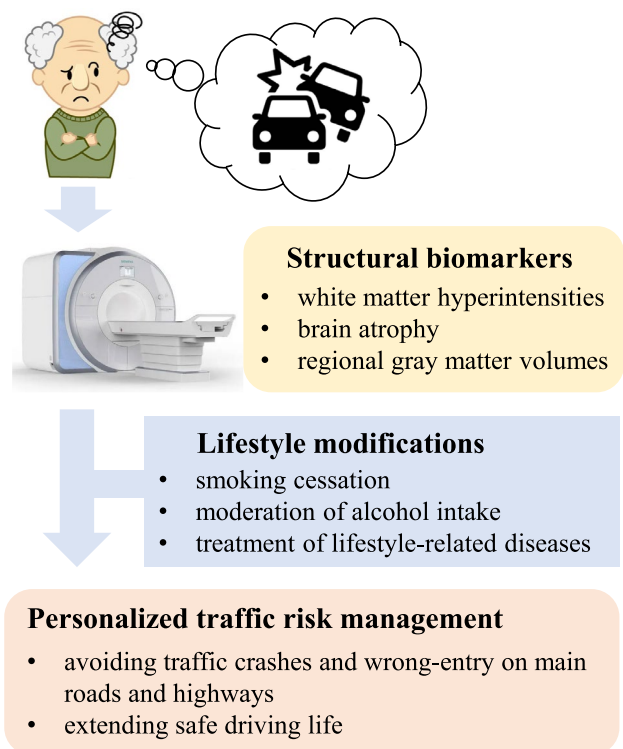 Structural biomarkers
• white matter hyperintensities
• brain atrophy
• regional gray matter volumes
Lifestyle modifications
• smoking cessation
• moderation of alcohol intake
• treatment of lifestyle-related diseases
Personalized traffic risk management
• avoiding traffic crashes and wrong-entry on main
roads and highways
• extending safe driving life